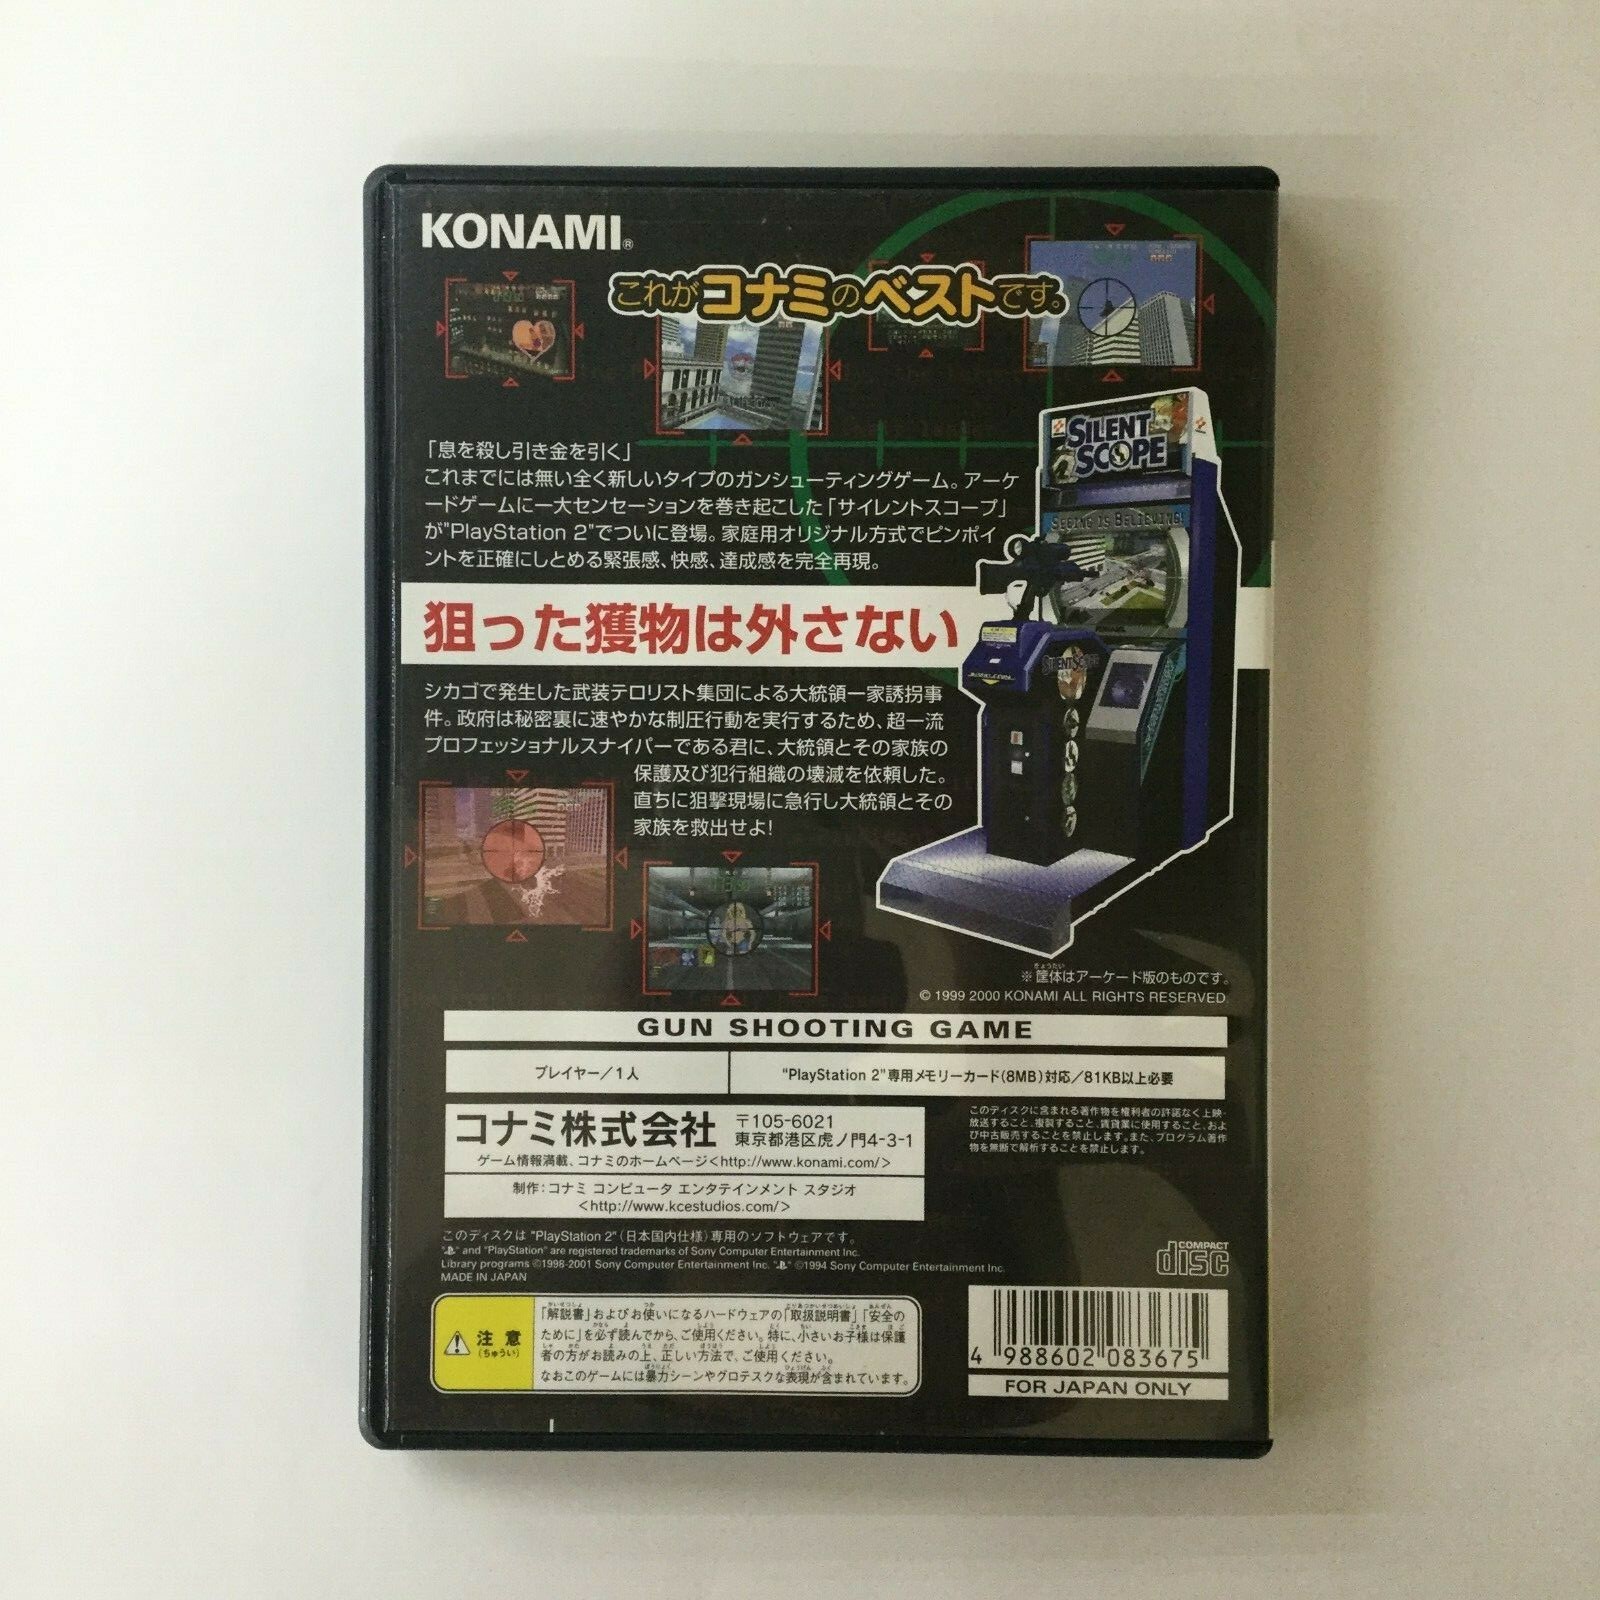 KONAMI®
これがコナミのベストです。
SILENT
SCOPE
SEEING IS BELIEVING!
「息を殺し引き金を引く」
これまでには無い全く新しいタイプのガンシューティングゲーム。アーケ
ードゲームに一大センセーションを巻き起こした「サイレントスコープ」
が"PlayStation 2"でついに登場。家庭用オリジナル方式でピンポイ
ントを正確にしとめる緊張感、快感、達成感を完全再現。
狙った獲物は外さない
SILENT SCOPE
シカゴで発生した武装テロリスト集団による大統領一家誘拐事
件。政府は秘密裏に速やかな制圧行動を実行するため、超一流
プロフェッショナルスナイパーである君に、大統領とその家族の
保護及び犯行組織の壊滅を依頼した。
直ちに狙撃現場に急行し大統領とその
家族を救出せよ!
きょうたい
※筐体はアーケード版のものです。
© 1999 2000 KONAMI ALL RIGHTS RESERVED.
GUN SHOOTING GAME
プレイヤー/1人
"PlayStation 2"専用メモリーカード(8MB)対応/81KB以上必要
コナミ株式会社
〒105-6021
東京都港区虎ノ門4-3-1
ゲーム情報満載、コナミのホームページ<http://www.konami.com/>
制作:コナミ コンピュータ エンタテインメント スタジオ
<http://www.kcestudios.com/>
このディスクに含まれる著作物を権利者の許諾なく上映・
放送すること、複製すること、賃貸業に使用すること、およ
び中古販売することを禁止します。また、プログラム著作
物を無断で解析することを禁止します。
このディスクは "PlayStation 2"(日本国内仕様)専用のソフトウェアです。
" " and "PlayStation" are registered trademarks of Sony Computer Entertainment Inc.
Library programs ©1998-2001 Sony Computer Entertainment Inc. " " ©1994 Sony Computer Entertainment Inc.
MADE IN JAPAN
COMPACT
disc
注意
(ちゅうい)
「解説書」およびお使いになるハードウェアの「取扱説明書」「安全の
ために」を必ず読んでから、ご使用ください。特に、小さいお子様は保護
者の方がお読みの上、正しい方法で、ご使用ください。
なおこのゲームには暴力シーンやグロテスクな表現が含まれています。
4 988602 083675
FOR JAPAN ONLY